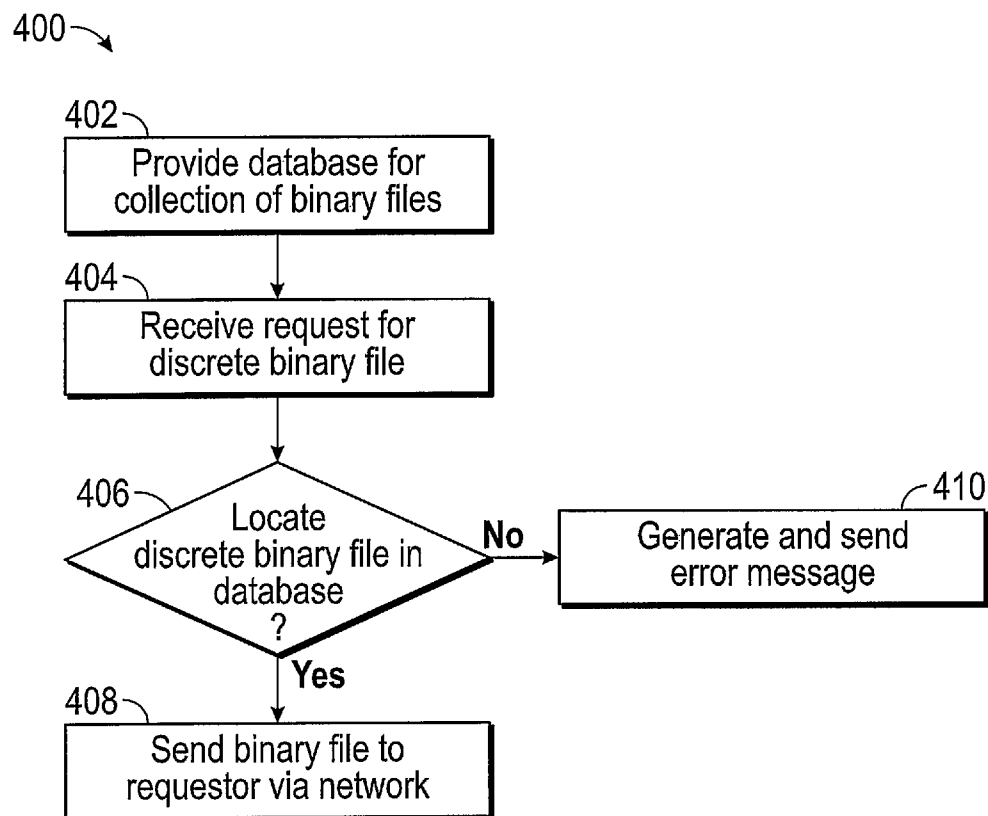 400
402
Provide database for
collection of binary files
404
Receive request for
discrete binary file
406
Locate
discrete binary file in
database
?
No
410
Generate and send
error message
Yes
408
Send binary file to
requestor via network